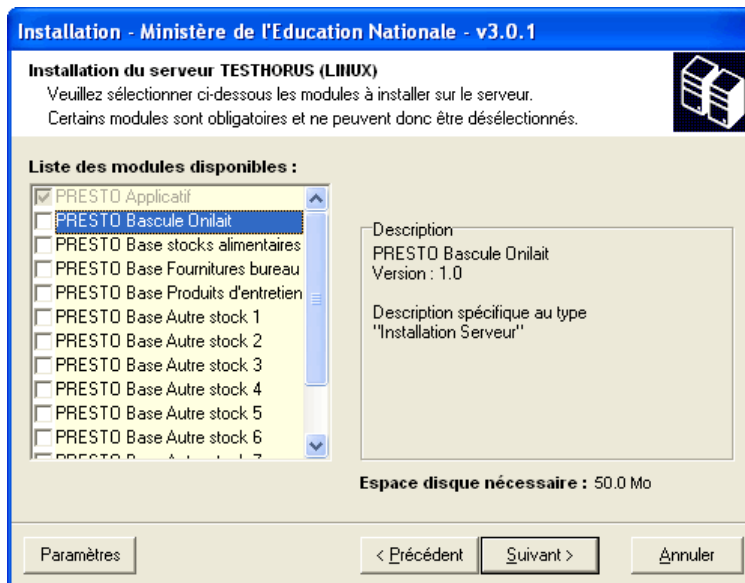 Installation - Ministère de l'Education Nationale - v3.0.1
Installation du serveur TESTHORUS (LINUX)
Veuillez sélectionner ci-dessous les modules à installer sur le serveur.
Certains modules sont obligatoires et ne peuvent donc être désélectionnés.
Liste des modules disponibles :
PRESTO Applicatif
PRESTO Bascule Onilait
PRESTO Base stocks alimentaires
PRESTO Base Fournitures bureau
PRESTO Base Produits d'entretien
PRESTO Base Autre stock 1
PRESTO Base Autre stock 2
PRESTO Base Autre stock 3
PRESTO Base Autre stock 4
PRESTO Base Autre stock 5
PRESTO Base Autre stock 6
Description
PRESTO Bascule Onilait
Version : 1.0
Description spécifique au type
"Installation Serveur"
Espace disque nécessaire : 50.0 Mo
Paramètres
< Précédent
Suivant >
Annuler